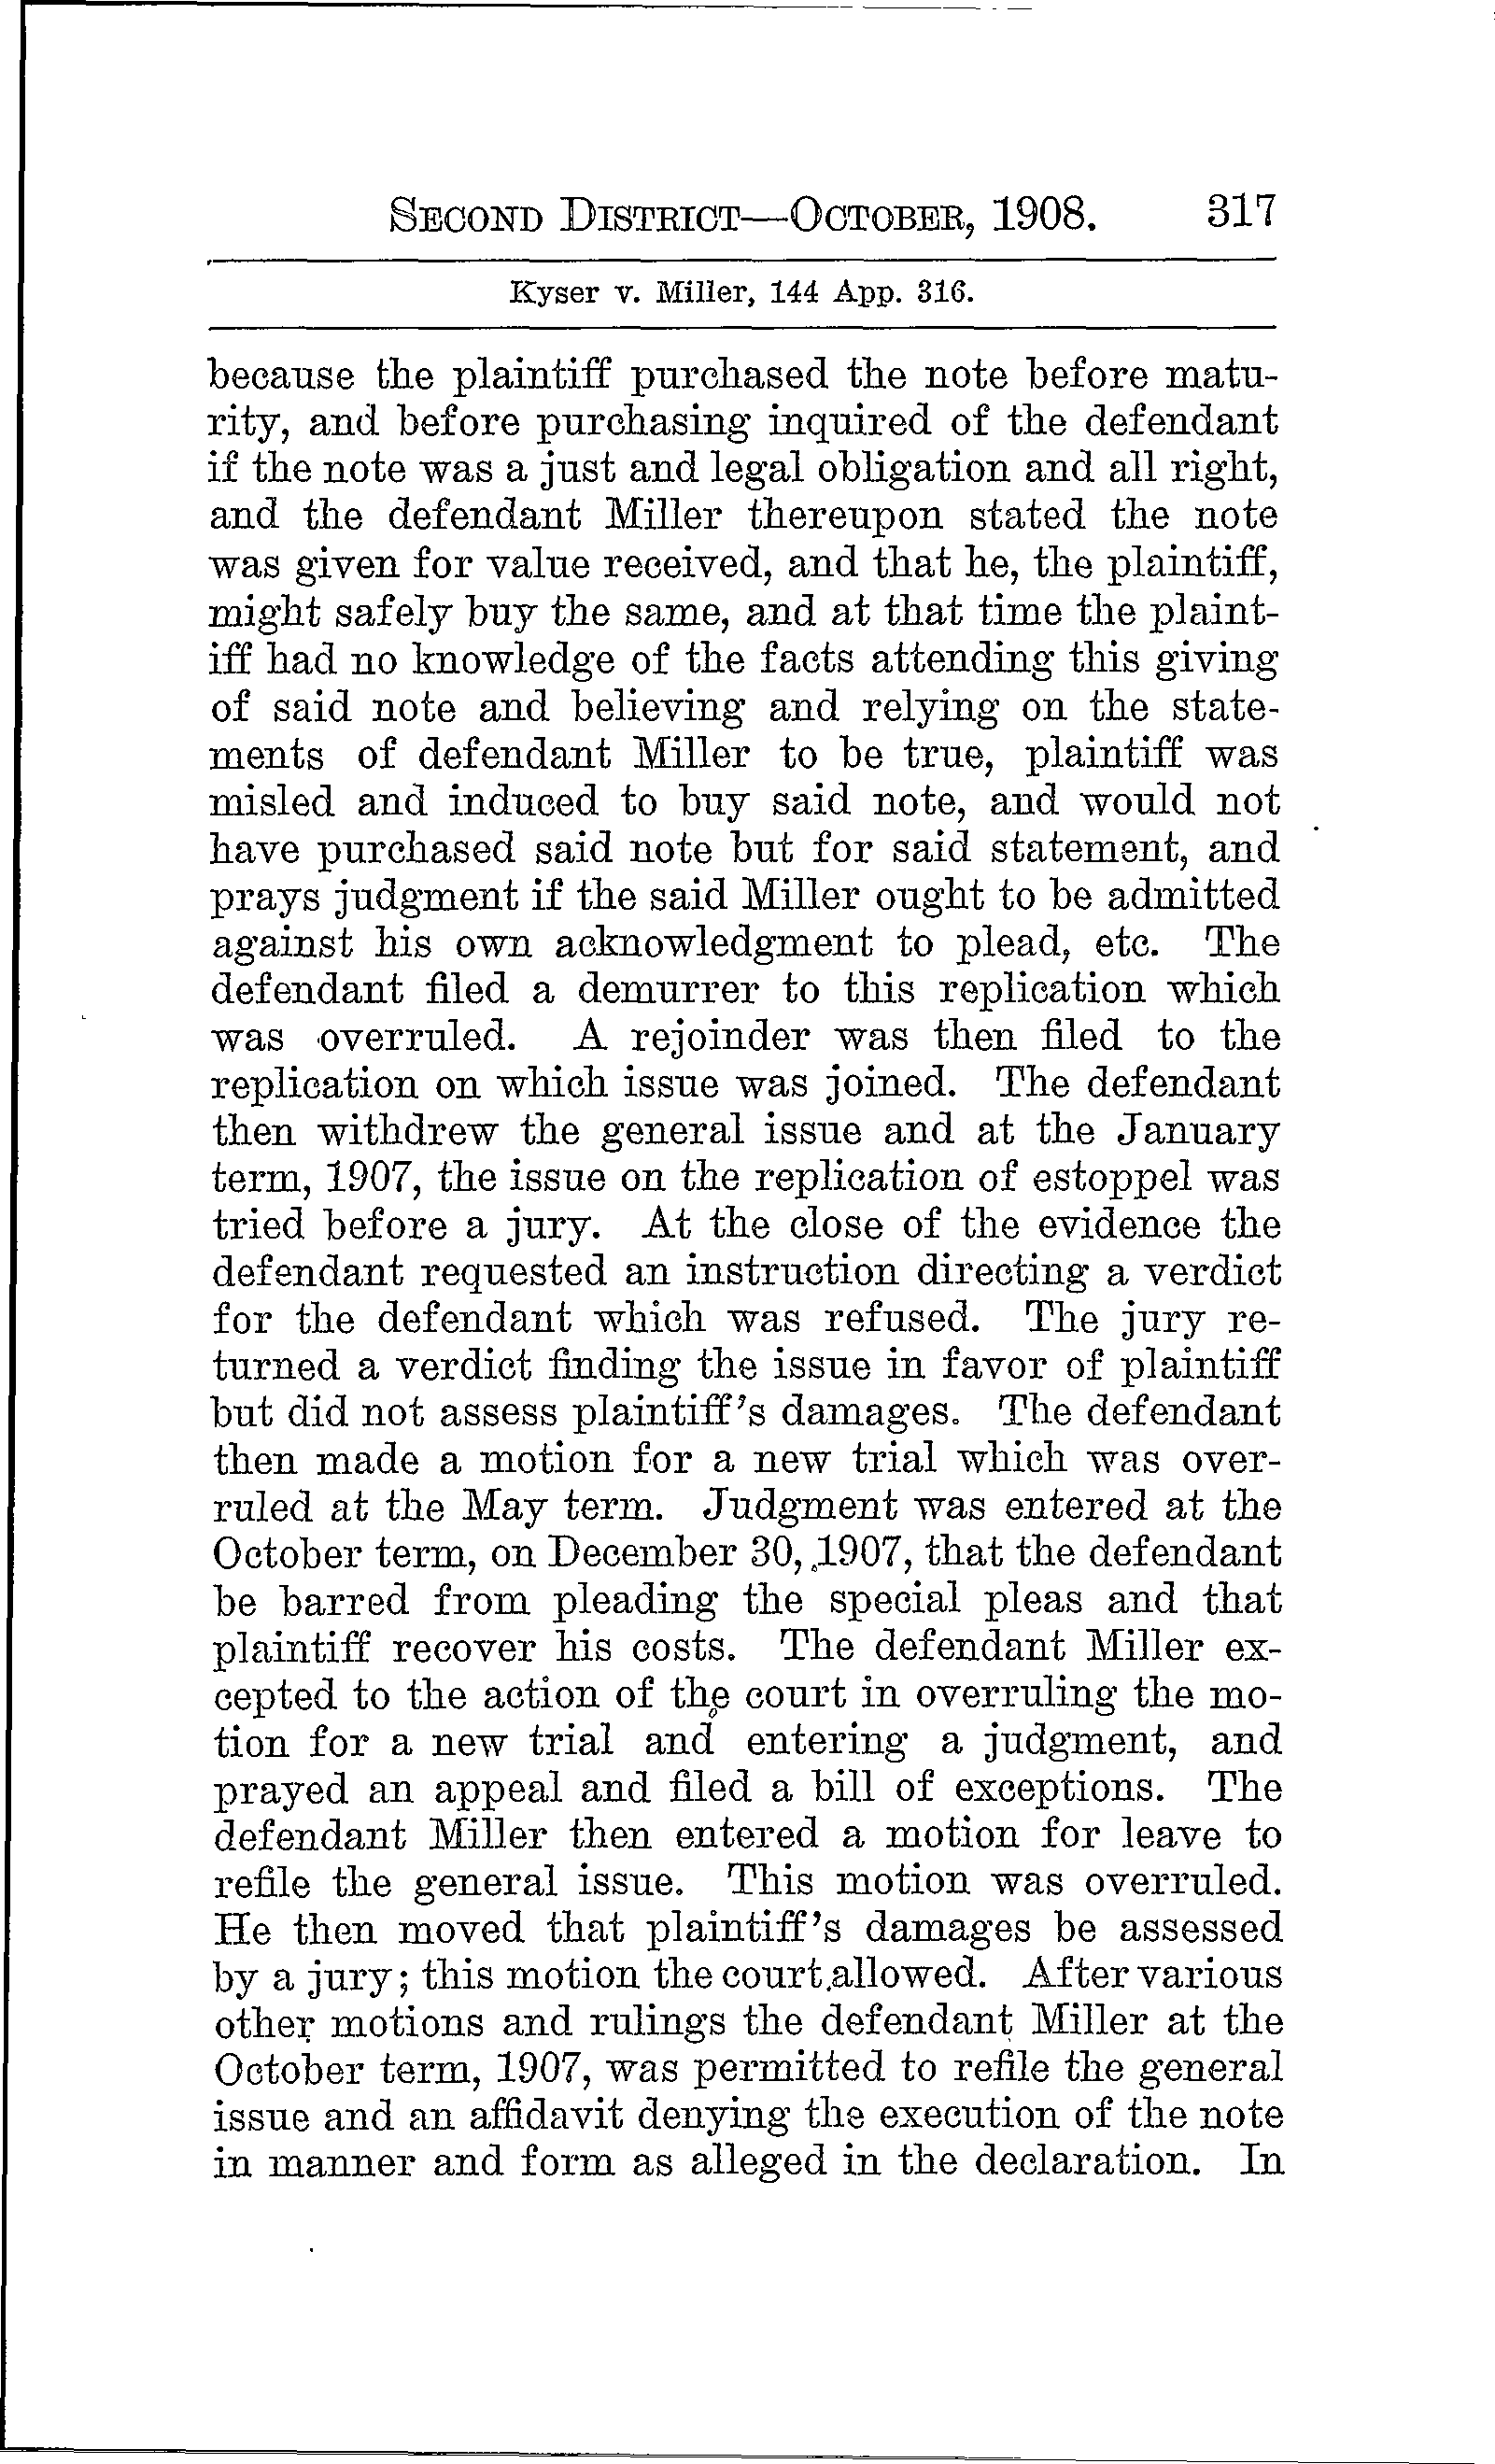 SECOND DISTRICT—OCTOBER, 1908. 317
Kyser v. Miller, 144 App. 316.
because the plaintiff purchased the note before matu-
rity, and before purchasing inquired of the defendant
if the note was a just and legal obligation and all right,
and the defendant Miller thereupon stated the note
was given for value received, and that he, the plaintiff,
might safely buy the same, and at that time the plaint-
iff had no knowledge of the facts attending this giving
of said note and believing and relying on the state-
ments of defendant Miller to be true, plaintiff was
misled and induced to buy said note, and would not
have purchased said note but for said statement, and
prays judgment if the said Miller ought to be admitted
against his own acknowledgment to plead, etc. The
defendant filed a demurrer to this replication which
was overruled. A rejoinder was then filed to the
replication on which issue was joined. The defendant
then withdrew the general issue and at the January
term, 1907, the issue on the replication of estoppel was
tried before a jury. At the close of the evidence the
defendant requested an instruction directing a verdict
for the defendant which was refused. The jury re-
turned a verdict finding the issue in favor of plaintiff
but did not assess plaintiff's damages. The defendant
then made a motion for a new trial which was over-
ruled at the May term. Judgment was entered at the
October term, on December 30, 1907, that the defendant
be barred from pleading the special pleas and that
plaintiff recover his costs. The defendant Miller ex-
cepted to the action of the court in overruling the mo-
tion for a new trial and entering a judgment, and
prayed an appeal and filed a bill of exceptions. The
defendant Miller then entered a motion for leave to
refile the general issue. This motion was overruled.
He then moved that plaintiff's damages be assessed
by a jury; this motion the court allowed. After various
other motions and rulings the defendant Miller at the
October term, 1907, was permitted to refile the general
issue and an affidavit denying the execution of the note
in manner and form as alleged in the declaration. In